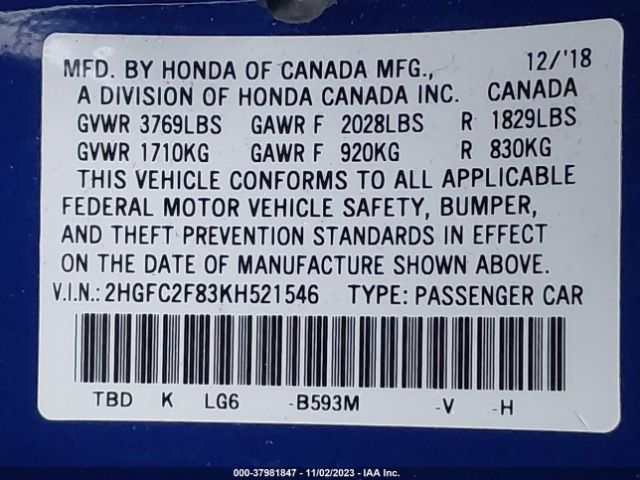 MFD. BY HONDA OF CANADA MFG., 12/'18
A DIVISION OF HONDA CANADA INC. CANADA
GVWR 3769LBS GAWR F 2028LBS R 1829LBS
GVWR 1710KG GAWR F 920KG R 830KG
THIS VEHICLE CONFORMS TO ALL APPLICABLE
FEDERAL MOTOR VEHICLE SAFETY, BUMPER,
AND THEFT PREVENTION STANDARDS IN EFFECT
ON THE DATE OF MANUFACTURE SHOWN ABOVE.
V.I.N.: 2HGFC2F83KH521546 TYPE: PASSENGER CAR
TBD K LG6 -B593M -V -H
000-37981847 - 11/02/2023 - IAA Inc.